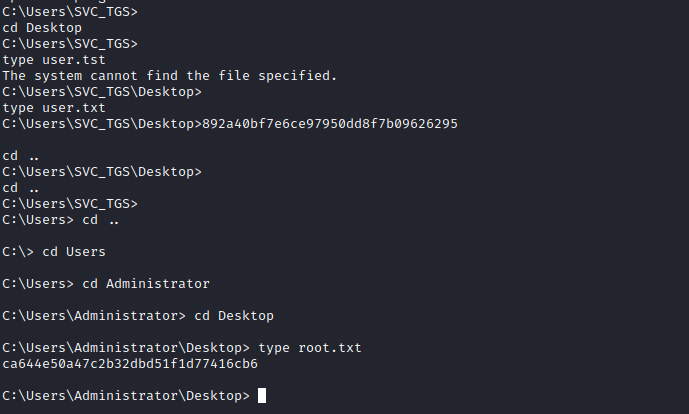 C:\Users\SVC_TGS>
cd Desktop
C:\Users\SVC_TGS>
type user.tst
The system cannot find the file specified.
C:\Users\SVC_TGS\Desktop>
type user.txt
C:\Users\SVC_TGS\Desktop>892a40bf7e6ce97950dd8f7b09626295
cd ..
C:\Users\SVC_TGS\Desktop>
cd ..
C:\Users\SVC_TGS>
C:\Users> cd ..
C:\> cd Users
C:\Users> cd Administrator
C:\Users\Administrator> cd Desktop
C:\Users\Administrator\Desktop> type root.txt
ca644e50a47c2b32dbd51f1d77416cb6
C:\Users\Administrator\Desktop>